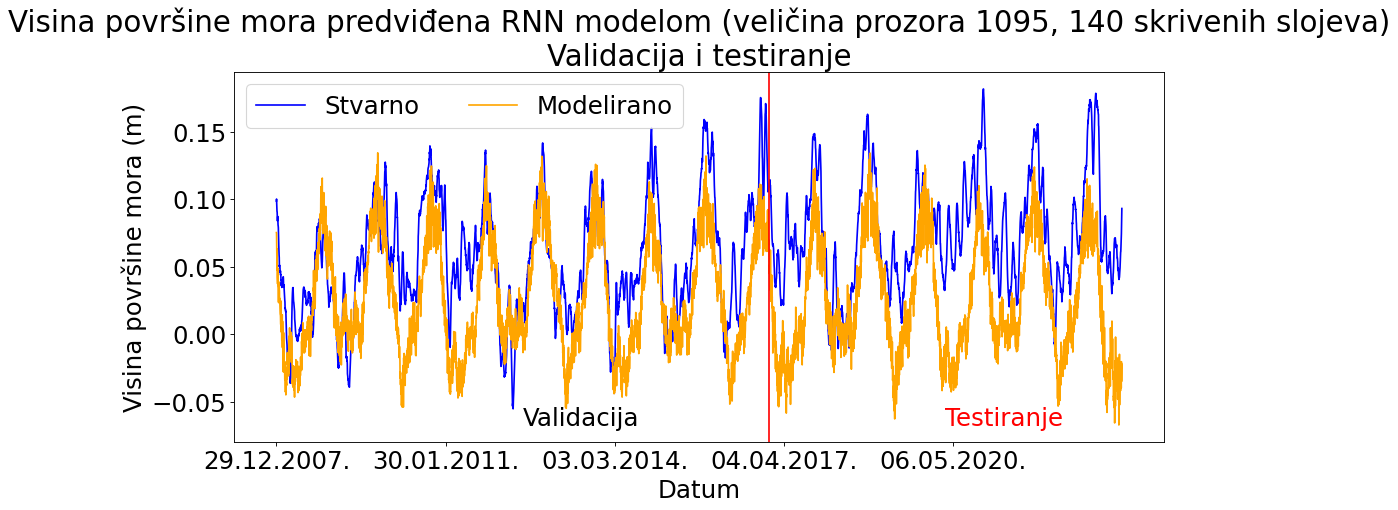 Visina površine mora predviđena RNN modelom (veličina prozora 1095, 140 skrivenih slojeva)
Validacija i testiranje
Stvarno
Modelirano
Visina površine mora (m)
0.15
0.10
0.05
0.00
−0.05
Validacija
Testiranje
29.12.2007.
30.01.2011.
03.03.2014.
04.04.2017.
06.05.2020.
Datum